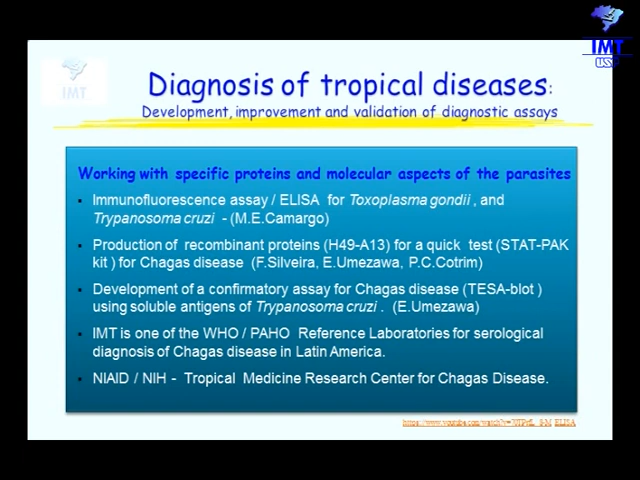 IMT
USP
IMT
Diagnosis of tropical diseases:
Development, improvement and validation of diagnostic assays
Working with specific proteins and molecular aspects of the parasites
▪ Immunofluorescence assay / ELISA for Toxoplasma gondii , and
Trypanosoma cruzi - (M.E.Camargo)
▪ Production of recombinant proteins (H49-A13) for a quick test (STAT-PAK
kit ) for Chagas disease (F.Silveira, E.Umezawa, P.C.Cotrim)
▪ Development of a confirmatory assay for Chagas disease (TESA-blot )
using soluble antigens of Trypanosoma cruzi . (E.Umezawa)
▪ IMT is one of the WHO / PAHO Reference Laboratories for serological
diagnosis of Chagas disease in Latin America.
▪ NIAID / NIH - Tropical Medicine Research Center for Chagas Disease.
ELISA